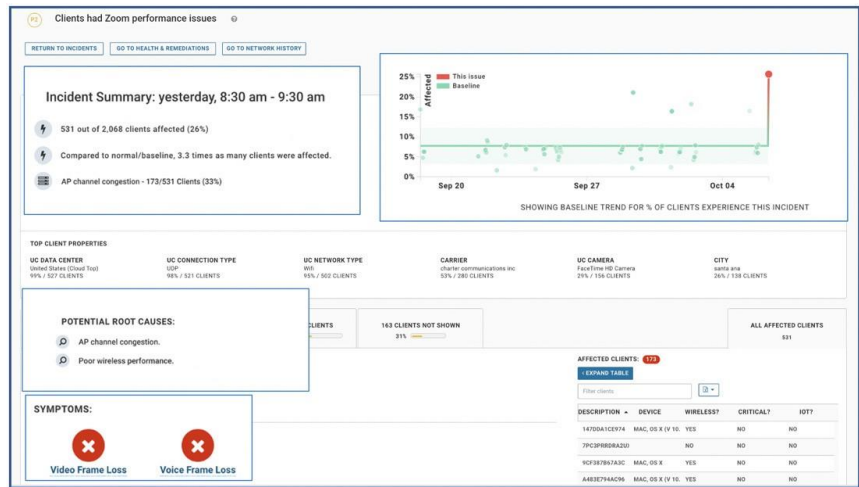 P2 Clients had Zoom performance issues
RETURN TO INCIDENTS GO TO HEALTH & REMEDIATIONS GO TO NETWORK HISTORY
Incident Summary: yesterday, 8:30 am - 9:30 am
531 out of 2,068 clients affected (26%)
Compared to normal/baseline, 3.3 times as many clients were affected.
AP channel congestion - 173/531 Clients (33%)
This issue
Baseline
Affected
25%
20%
15%
10%
5%
0%
Sep 20 Sep 27 Oct 04
SHOWING BASELINE TREND FOR % OF CLIENTS EXPERIENCE THIS INCIDENT
TOP CLIENT PROPERTIES
UC DATA CENTER UC CONNECTION TYPE UC NETWORK TYPE CARRIER UC CAMERA CITY
United States (Cloud Top) UDP Wifi charter communications inc FaceTime HD Camera santa ana
99% / 527 CLIENTS 98% / 521 CLIENTS 95% / 502 CLIENTS 53% / 280 CLIENTS 29% / 156 CLIENTS 26% / 138 CLIENTS
POTENTIAL ROOT CAUSES:
AP channel congestion.
Poor wireless performance.
CLIENTS 163 CLIENTS NOT SHOWN ALL AFFECTED CLIENTS
31% 521
SYMPTOMS:
Video Frame Loss Voice Frame Loss
AFFECTED CLIENTS: 173
‹ EXPAND TABLE
Filter clients
DESCRIPTION DEVICE WIRELESS? CRITICAL? IOT?
147DDA1CE974 MAC, OS X (V 10. YES NO NO
7PC3PRRDRA2UI NO NO NO
9CF387B67A3C MAC, OS X YES NO NO
A483E794AC96 MAC, OS X (V 10. YES NO NO